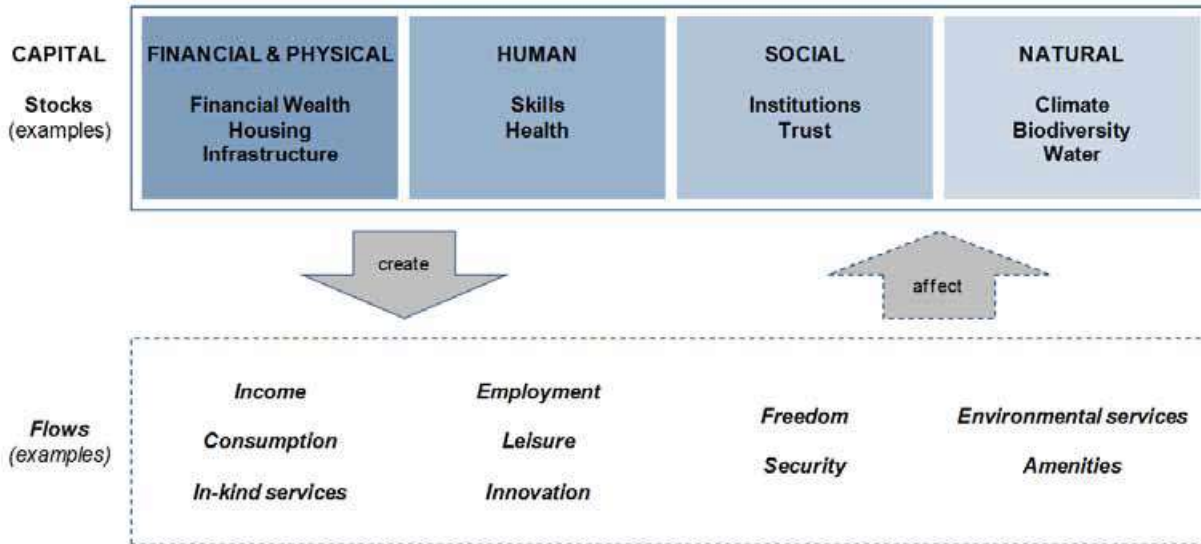 CAPITAL
Stocks
(examples)
FINANCIAL & PHYSICAL
Financial Wealth
Housing
Infrastructure
HUMAN
Skills
Health
SOCIAL
Institutions
Trust
NATURAL
Climate
Biodiversity
Water
create
affect
Flows
(examples)
Income
Consumption
In-kind services
Employment
Leisure
Innovation
Freedom
Security
Environmental services
Amenities